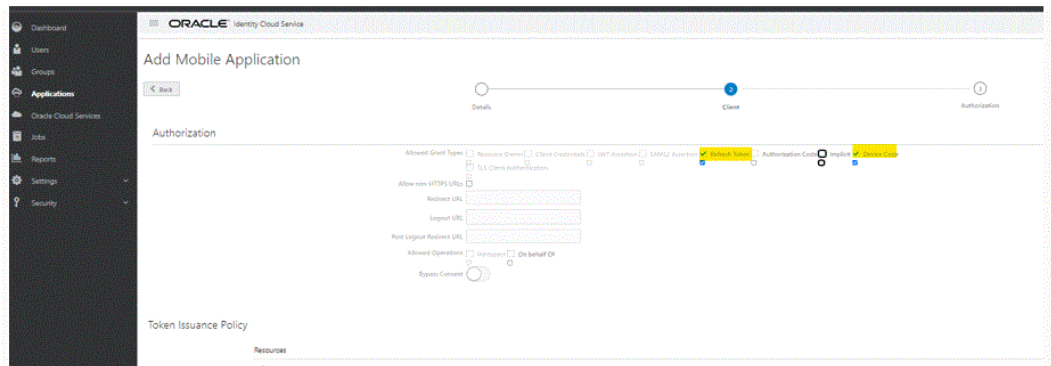 Dashboard
Users
Groups
Applications
Oracle Cloud Services
Jobs
Reports
Settings
Security
ORACLE Identity Cloud Service
Add Mobile Application
< Back
Details
2
Client
3
Authorization
Authorization
Allowed Grant Types Resource Owner Client Credentials JWT Assertion SAML2 Assertion Refresh Token Authorization Code Implicit Device Code
TLS Client Authentication
Allow non-HTTPS URLs
Redirect URL
Logout URL
Post Logout Redirect URL
Allowed Operations Introspect On behalf Of
Bypass Consent
Token Issuance Policy
Resources